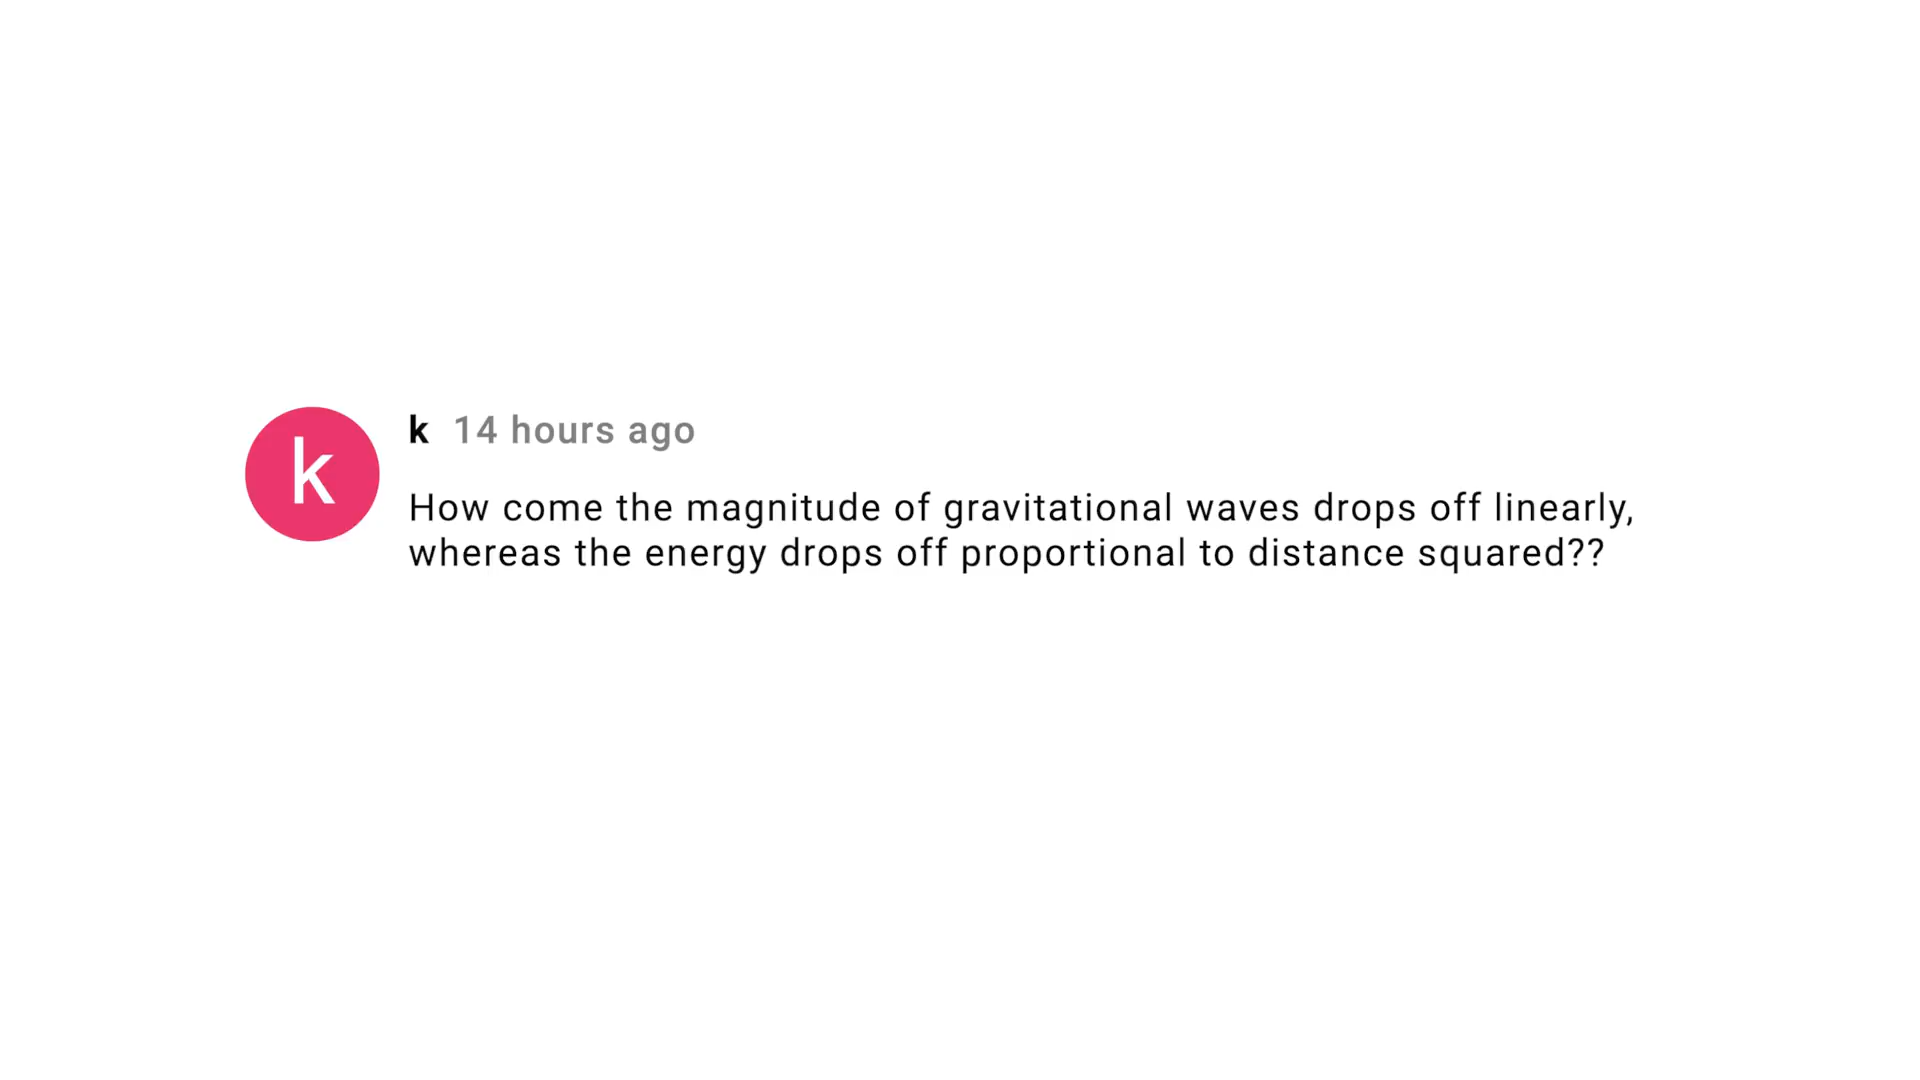 k
k 14 hours ago
How come the magnitude of gravitational waves drops off linearly,
whereas the energy drops off proportional to distance squared??